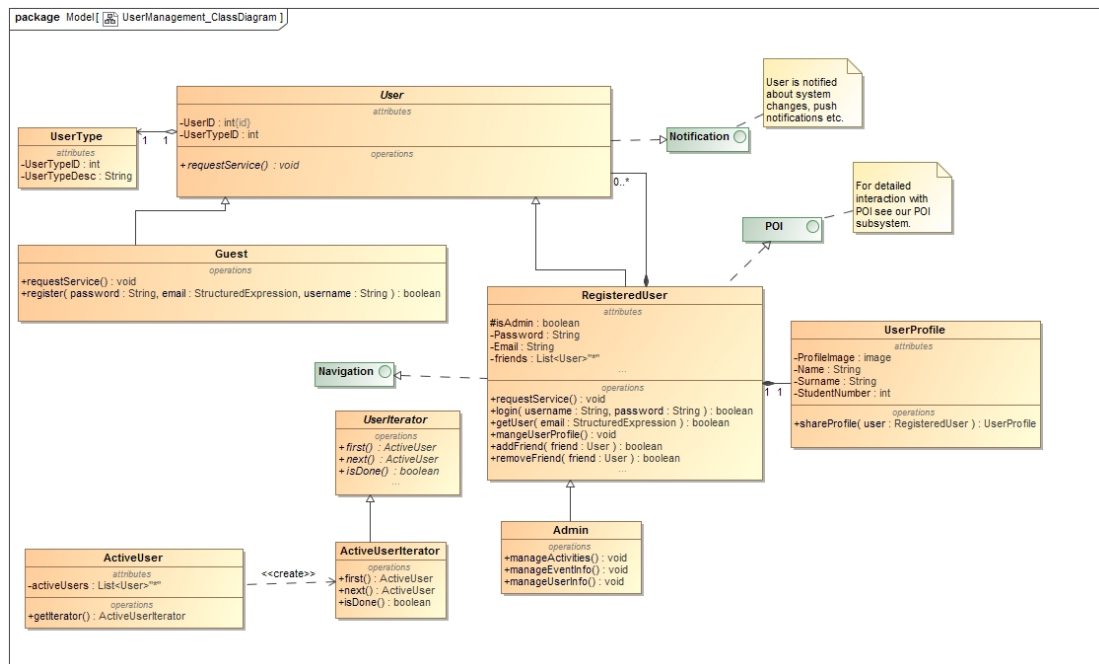 package Model[ UserManagement_ClassDiagram ]
User
attributes
-UserID : int{id}
-UserTypeID : int
operations
+requestService() : void
UserType
attributes
-UserTypeID : int
-UserTypeDesc : String
1
1
User is notified
about system
changes, push
notifications etc.
Notification
0..*
For detailed
interaction with
POI see our POI
subsystem.
POI
Guest
operations
+requestService() : void
+register( password : String, email : StructuredExpression, username : String ) : boolean
RegisteredUser
attributes
#isAdmin : boolean
-Password : String
-Email : String
-friends : List<User>"*"
...
operations
+requestService() : void
+login( username : String, password : String ) : boolean
+getUser( email : StructuredExpression ) : boolean
+mangeUserProfile() : void
+addFriend( friend : User ) : boolean
+removeFriend( friend : User ) : boolean
...
UserProfile
attributes
-ProfileImage : image
-Name : String
-Surname : String
-StudentNumber : int
operations
+shareProfile( user : RegisteredUser ) : UserProfile
1
1
Navigation
UserIterator
operations
+first() : ActiveUser
+next() : ActiveUser
+isDone() : boolean
...
Admin
operations
+manageActivities() : void
+manageEventInfo() : void
+manageUserInfo() : void
ActiveUser
attributes
-activeUsers : List<User>"*"
operations
+getIterator() : ActiveUserIterator
<<create>>
ActiveUserIterator
operations
+first() : ActiveUser
+next() : ActiveUser
+isDone() : boolean